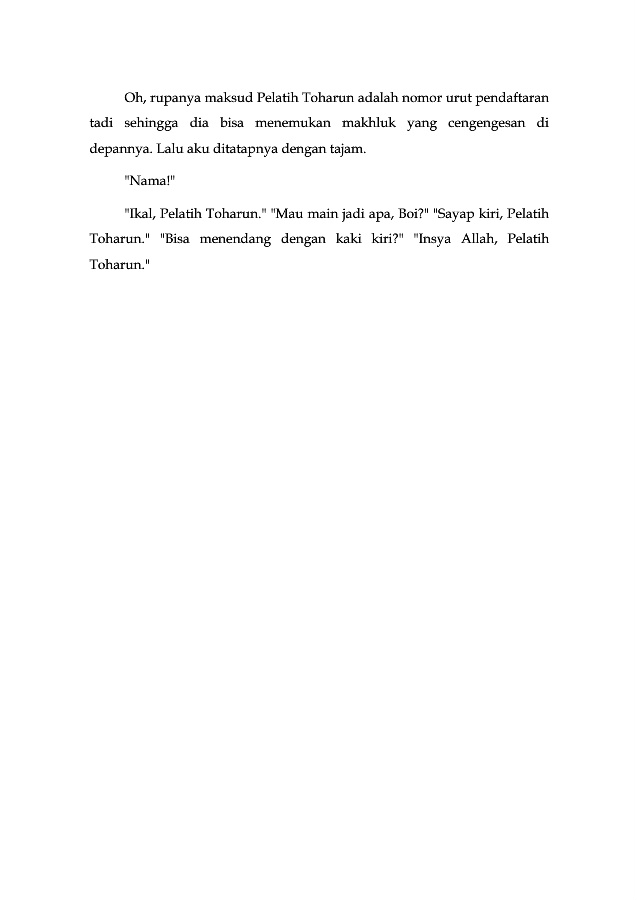 Oh, rupanya maksud Pelatih Toharun adalah nomor urut pendaftaran
tadi sehingga dia bisa menemukan makhluk yang cengengesan di
depannya. Lalu aku ditatapnya dengan tajam.
"Nama!"
"Ikal, Pelatih Toharun." "Mau main jadi apa, Boi?" "Sayap kiri, Pelatih
Toharun." "Bisa menendang dengan kaki kiri?" "Insya Allah, Pelatih
Toharun."